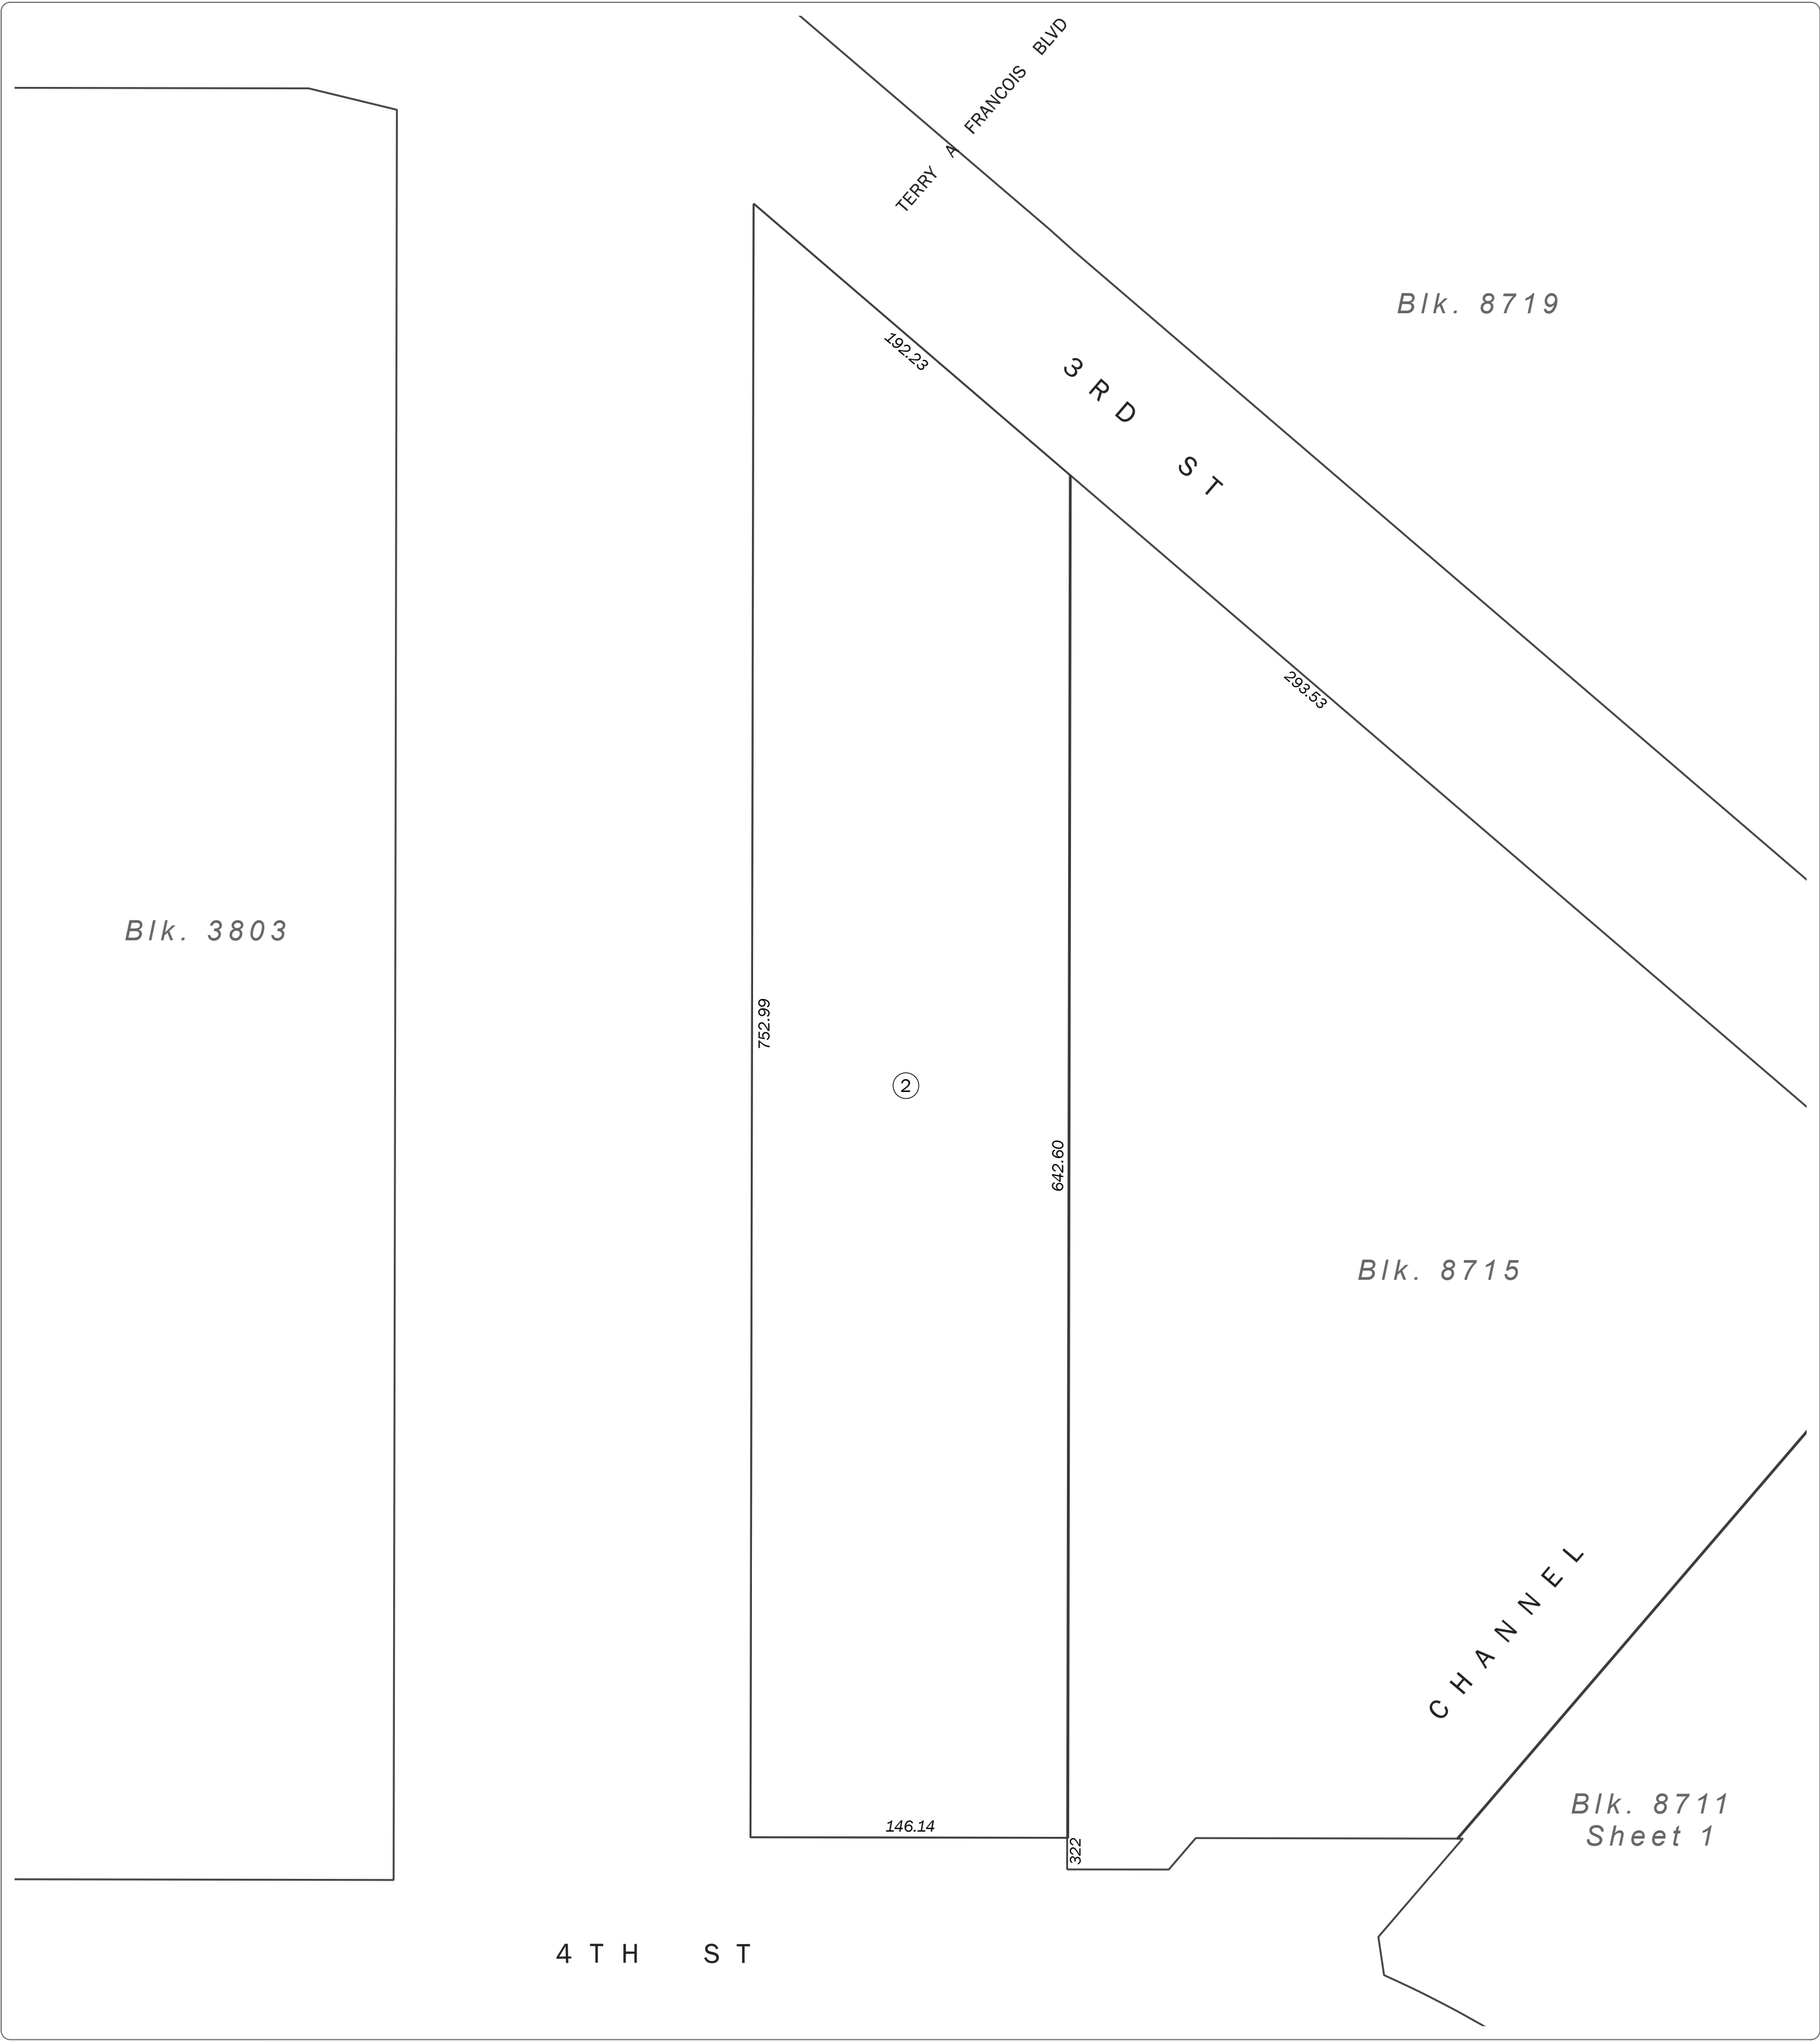 TERRY A FRANCOIS BLVD
Blk. 8719
192.23
3RD ST
293.53
Blk. 3803
752.99
2
642.60
Blk. 8715
CHANNEL
Blk. 8711
Sheet 1
146.14
322
4TH ST